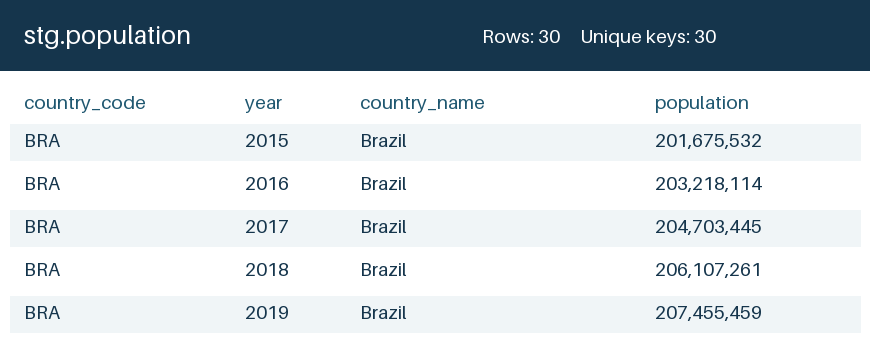 stg.population Rows: 30 Unique keys: 30
country_code year country_name population
BRA 2015 Brazil 201,675,532
BRA 2016 Brazil 203,218,114
BRA 2017 Brazil 204,703,445
BRA 2018 Brazil 206,107,261
BRA 2019 Brazil 207,455,459